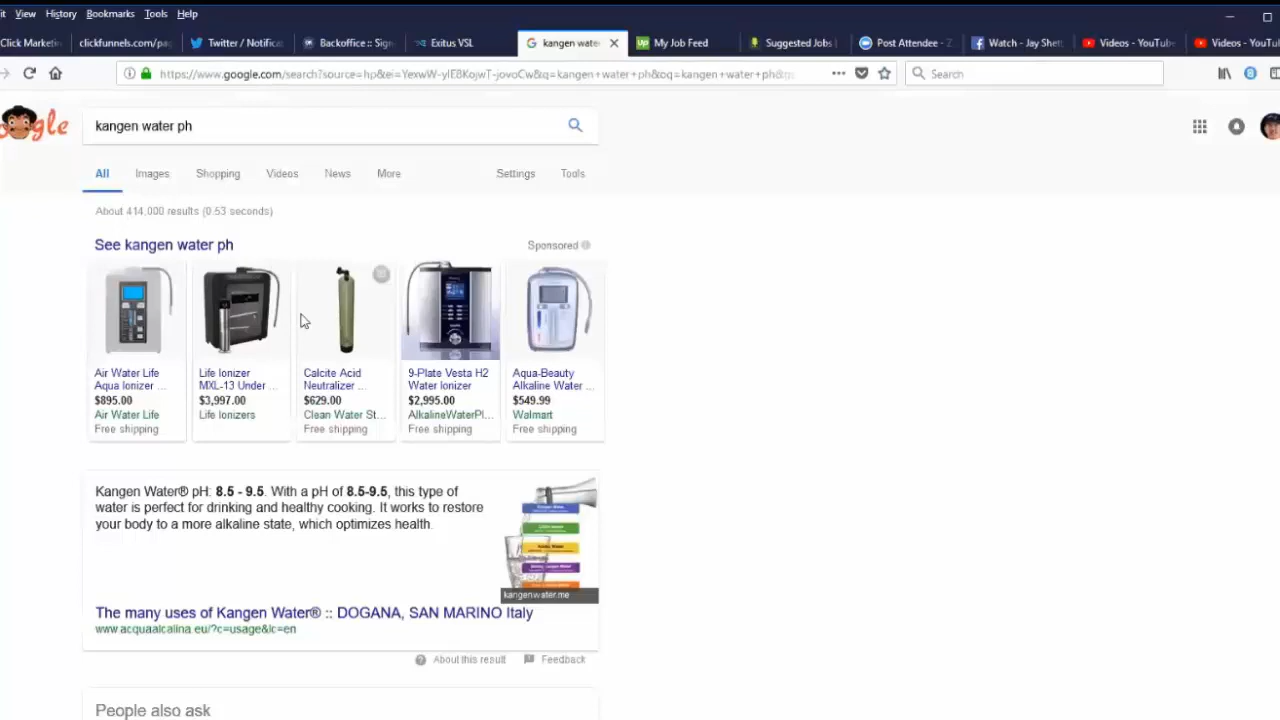 it View History Bookmarks Tools Help
Click Marketin clickfunnels.com/pag Twitter / Notificat Backoffice :: Sign Exitus VSL kangen water My Job Feed Suggested Jobs Post Attendee - Z Watch - Jay Shett Videos - YouTube Videos - YouTu
https://www.google.com/search?source=hp&ei=YexwW-ylE8KojwT-jovoCw&q=kangen+water+ph&oq=kangen+water+ph&gs Search
ogle kangen water ph
All Images Shopping Videos News More Settings Tools
About 414,000 results (0.53 seconds)
See kangen water ph Sponsored
Air Water Life Life Ionizer Calcite Acid 9-Plate Vesta H2 Aqua-Beauty
Aqua Ionizer ... MXL-13 Under ... Neutralizer ... Water Ionizer Alkaline Water ...
$895.00 $3,997.00 $629.00 $2,995.00 $549.99
Air Water Life Life Ionizers Clean Water St... AlkalineWaterPl... Walmart
Free shipping Free shipping Free shipping Free shipping
Kangen Water® pH: 8.5 - 9.5. With a pH of 8.5-9.5, this type of
water is perfect for drinking and healthy cooking. It works to restore
your body to a more alkaline state, which optimizes health.
kangenwater.me
The many uses of Kangen Water® :: DOGANA, SAN MARINO Italy
www.acquaalcalina.eu/?c=usage&lc=en
About this result Feedback
People also ask